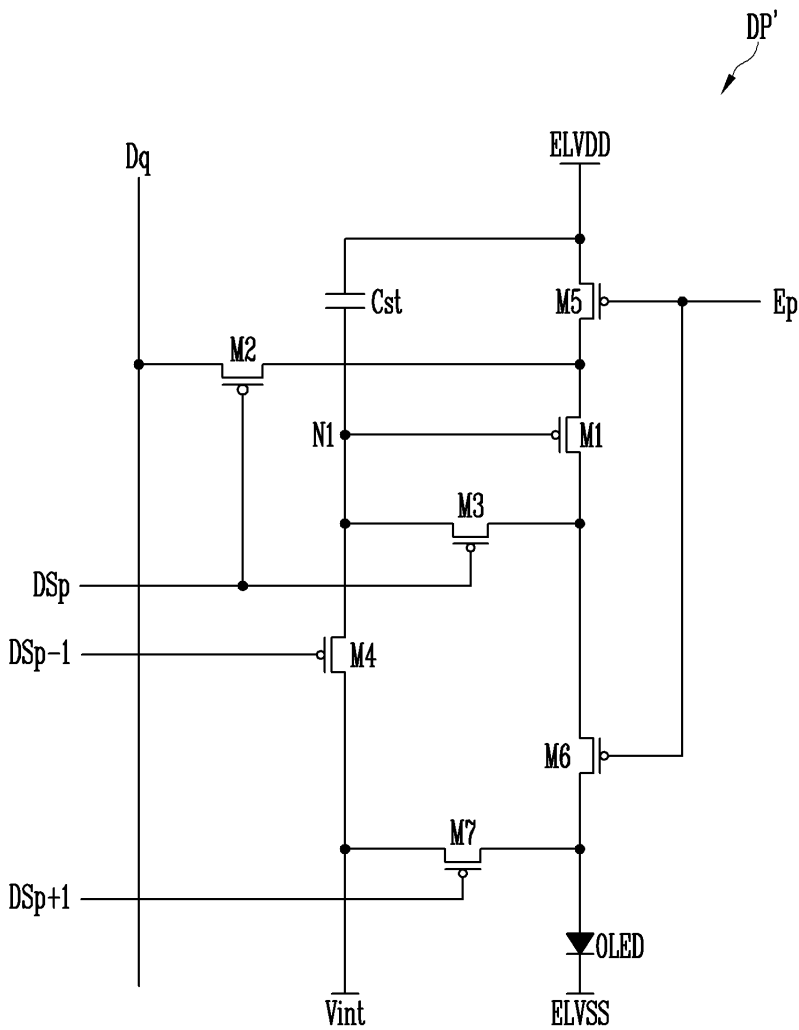 DP'
Dq
ELVDD
Cst
M5
Ep
M2
N1
M1
M3
DSp
DSp-1
M4
M6
M7
DSp+1
OLED
Vint
ELVSS